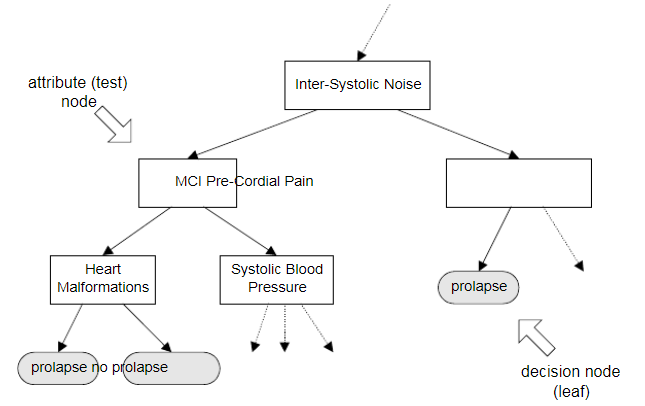 Inter-Systolic Noise
attribute (test)
node
MCI Pre-Cordial Pain
Heart
Malformations
Systolic Blood
Pressure
prolapse
prolapse no prolapse
decision node
(leaf)